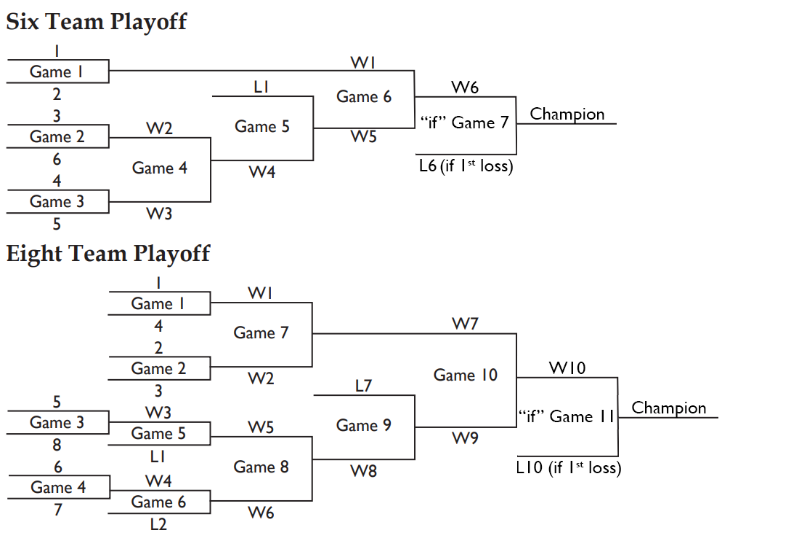 Six Team Playoff
1
Game 1
2
W1
3
Game 2
6
W2
4
Game 3
5
W3
Game 4
L1
Game 5
W4
Game 6
W5
W6
"if" Game 7
L6 (if 1st loss)
Champion
Eight Team Playoff
1
Game 1
4
W1
2
Game 2
3
W2
Game 7
5
Game 3
8
W3
Game 5
L1
W5
6
Game 4
7
W4
Game 6
L2
W6
Game 8
L7
Game 9
W8
W7
Game 10
W9
W10
"if" Game 11
L10 (if 1st loss)
Champion